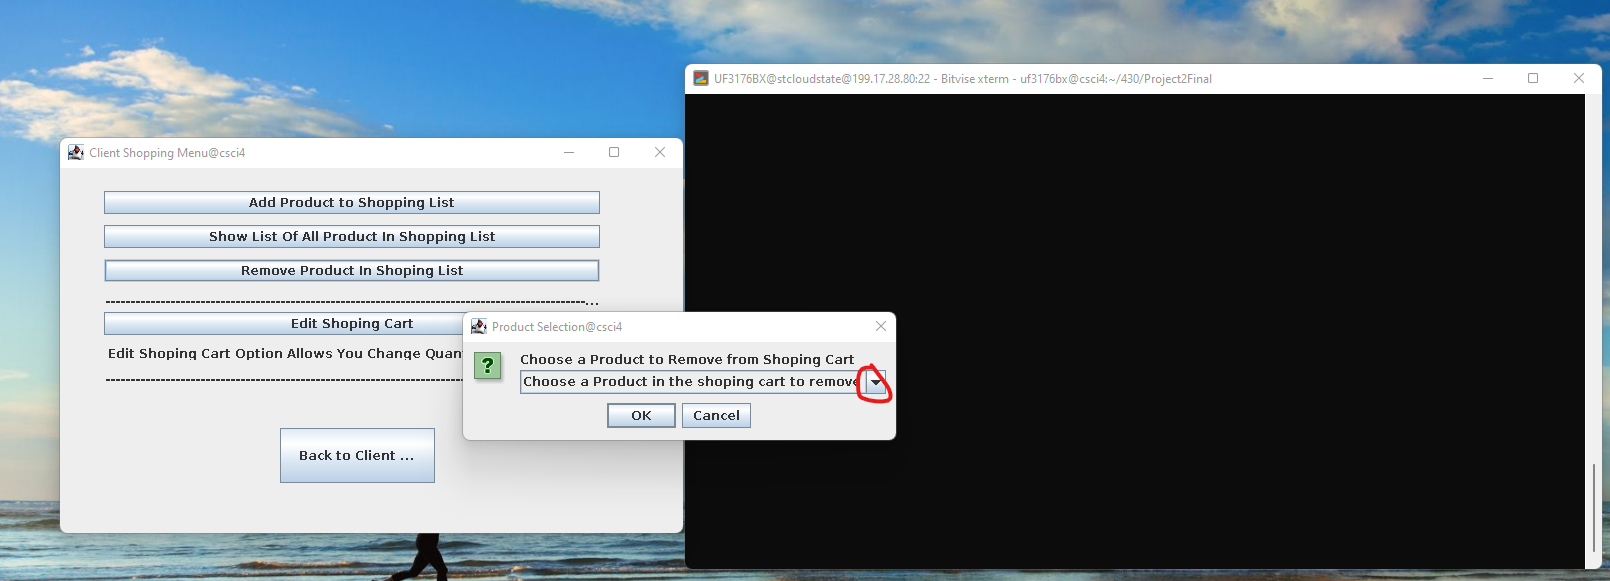 UF3176BX@stcloudstate@199.17.28.80:22 - Bitvise xterm - uf3176bx@csci4:~/430/Project2Final
Client Shopping Menu@csci4
Add Product to Shopping List
Show List Of All Product In Shopping List
Remove Product In Shoping List
------------------------------------------------------------------------------------------------...
Edit Shoping Cart
Edit Shoping Cart Option Allows You Change Quan
------------------------------------------------------------------------
Back to Client ...
Product Selection@csci4
?
Choose a Product to Remove from Shoping Cart
Choose a Product in the shoping cart to remove
OK
Cancel